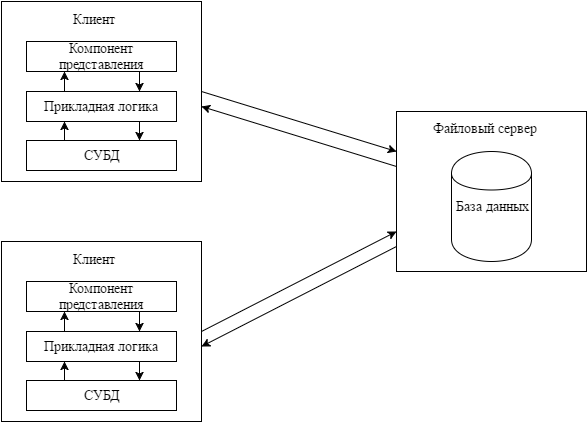 Клиент
Компонент
представления
Прикладная логика
СУБД
Файловый сервер
База данных
Клиент
Компонент
представления
Прикладная логика
СУБД